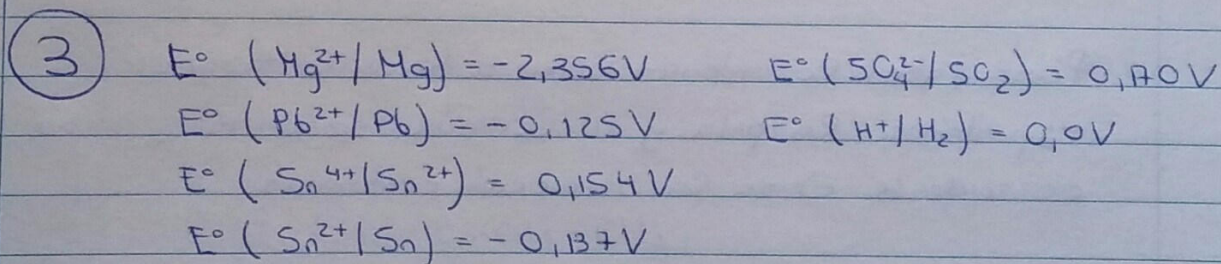 3 E° (Mg²⁺/Mg) = -2,356V E° (SO₄²⁻/SO₂) = 0,170V
E° (Pb²⁺/Pb) = -0,125V E° (H⁺/H₂) = 0,0V
E° (Sn⁴⁺/Sn²⁺) = 0,154V
E° (Sn²⁺/Sn) = -0,137V